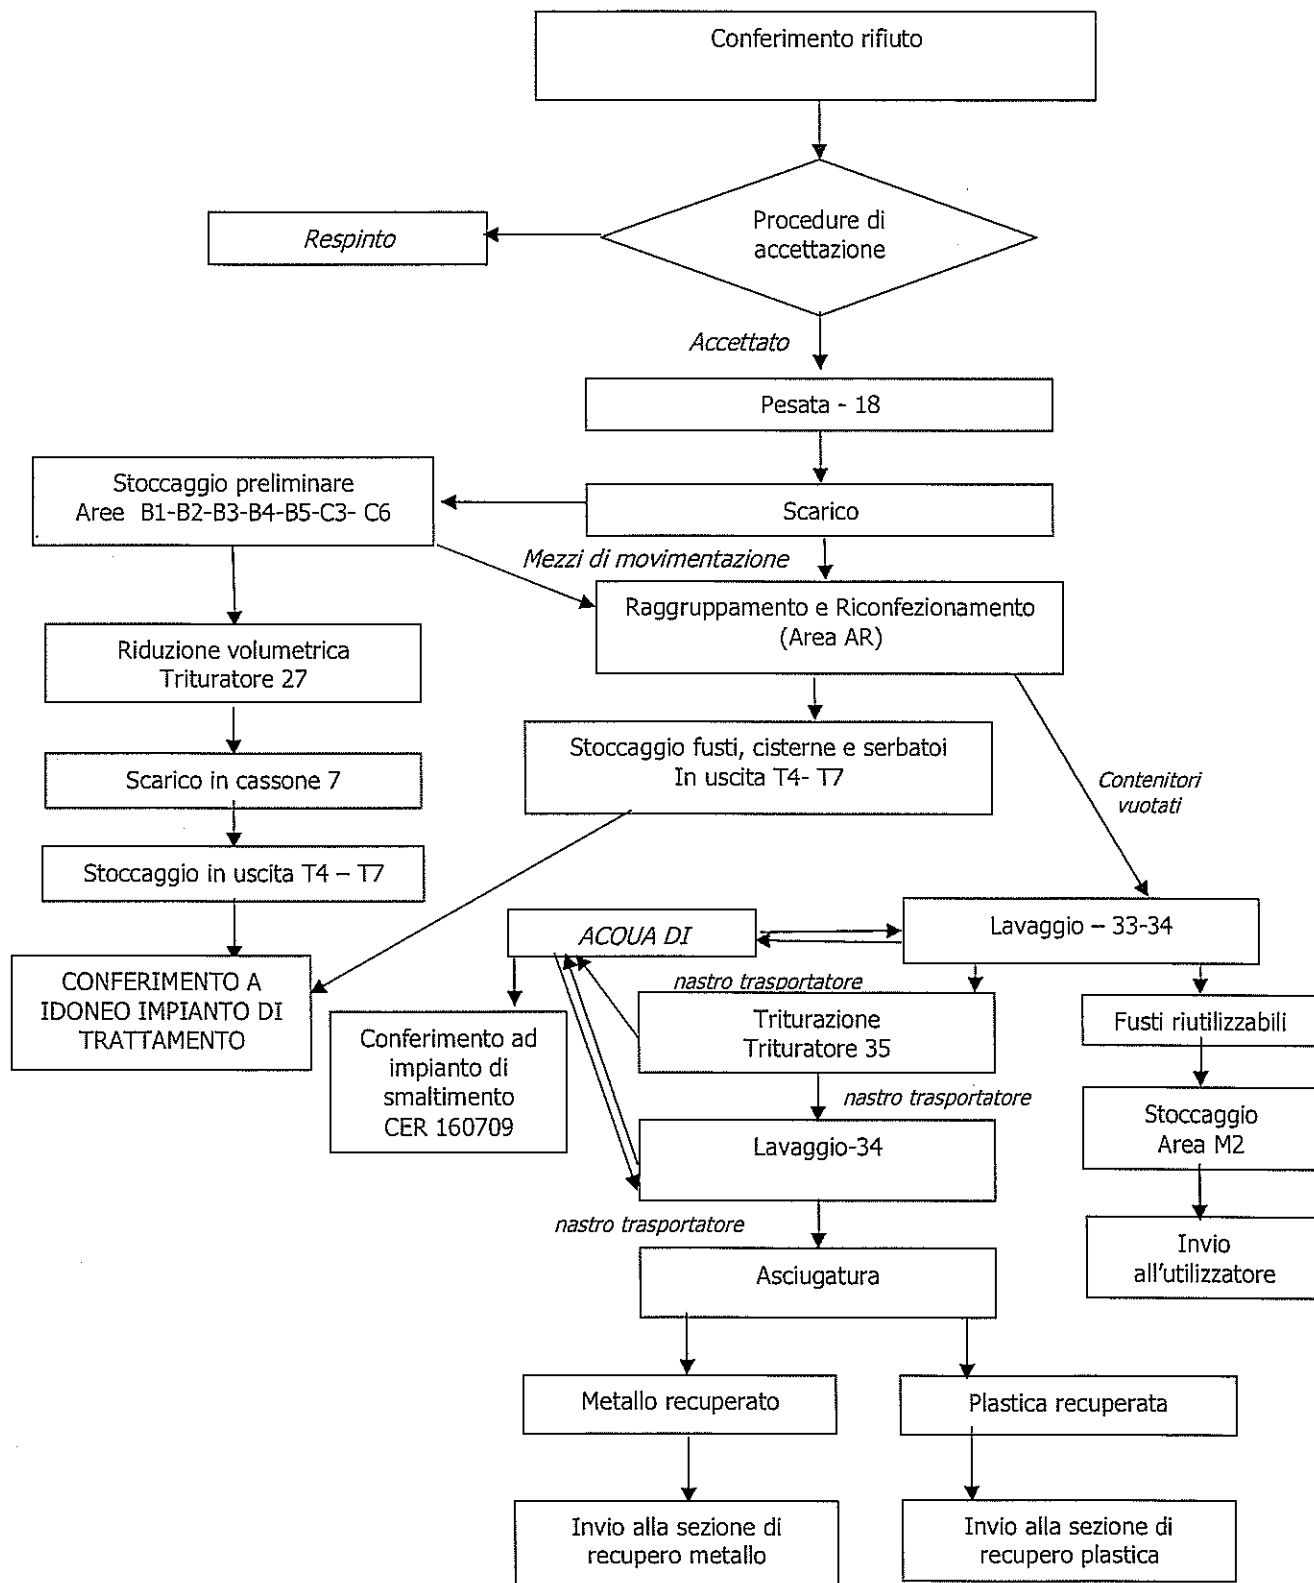 Conferimento rifiuto
Procedure di
accettazione
Respinto
Accettato
Pesata - 18
Stoccaggio preliminare
Aree B1-B2-B3-B4-B5-C3- C6
Scarico
Mezzi di movimentazione
Raggruppamento e Riconfezionamento
(Area AR)
Riduzione volumetrica
Trituratore 27
Stoccaggio fusti, cisterne e serbatoi
In uscita T4- T7
Scarico in cassone 7
Contenitori
vuotati
Stoccaggio in uscita T4 – T7
ACQUA DI
Lavaggio – 33-34
CONFERIMENTO A
IDONEO IMPIANTO DI
TRATTAMENTO
nastro trasportatore
Conferimento ad
impianto di
smaltimento
CER 160709
Triturazione
Trituratore 35
Fusti riutilizzabili
nastro trasportatore
Stoccaggio
Area M2
Lavaggio-34
nastro trasportatore
Invio
all'utilizzatore
Asciugatura
Metallo recuperato
Plastica recuperata
Invio alla sezione di
recupero metallo
Invio alla sezione di
recupero plastica